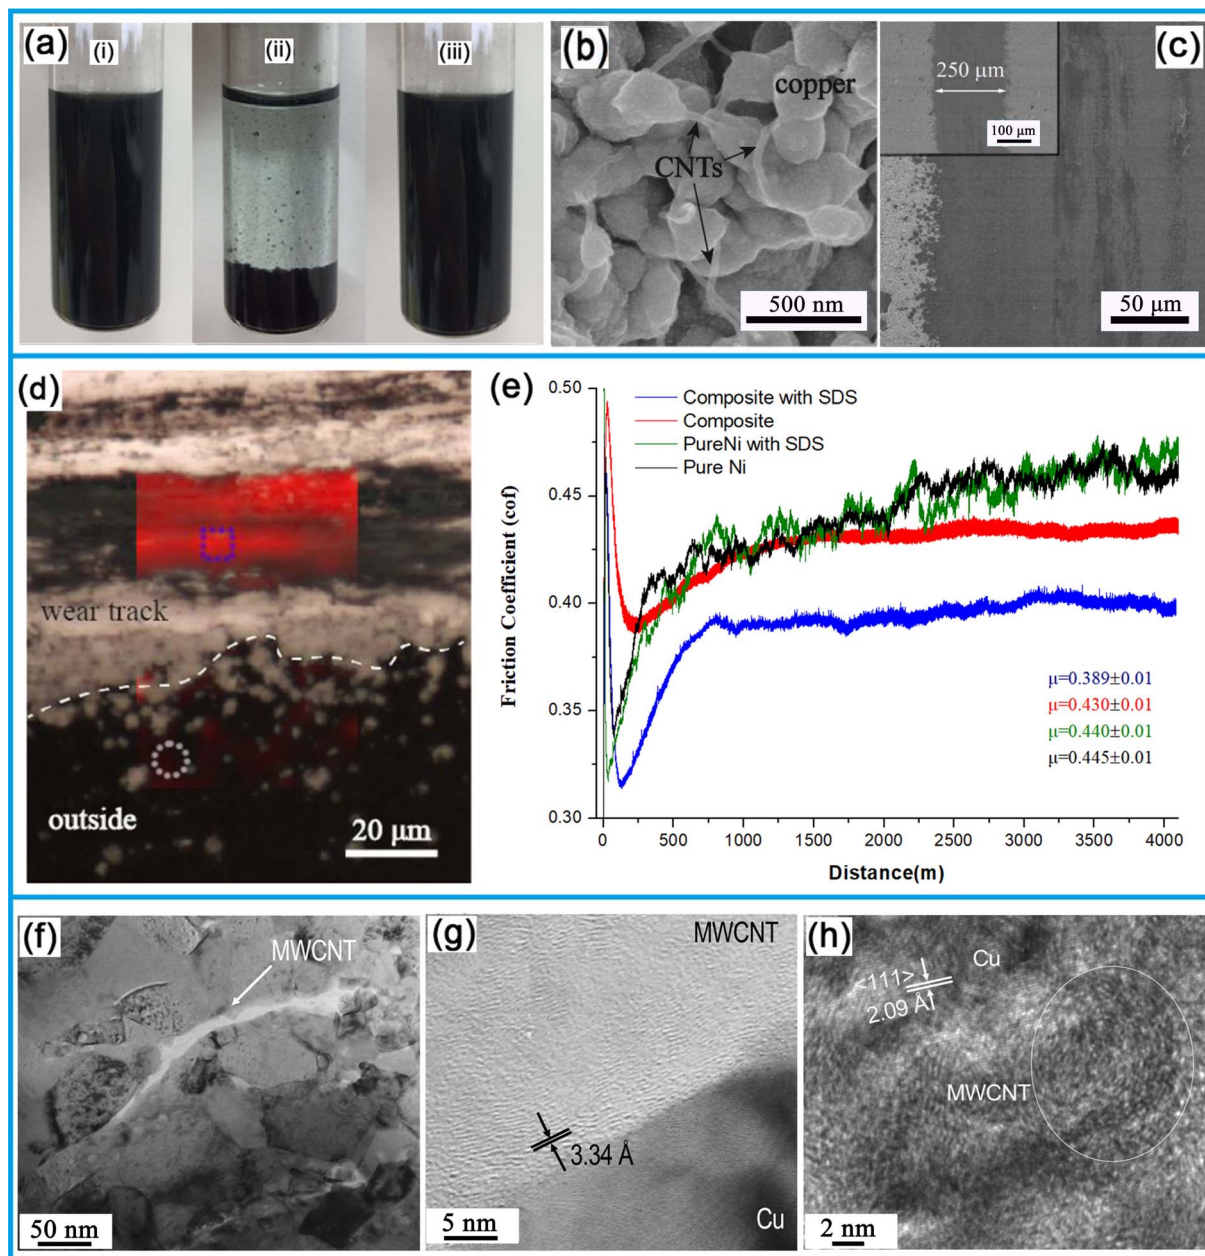 (a)
(i)
(ii)
(iii)
(b)
copper
CNTs
500 nm
(c)
250 μm
100 μm
50 μm
(d)
wear track
outside
20 μm
(e)
0.50
0.45
0.40
0.35
0.30
Friction Coefficient (cof)
Composite with SDS
Composite
PureNi with SDS
Pure Ni
μ=0.389±0.01
μ=0.430±0.01
μ=0.440±0.01
μ=0.445±0.01
0 500 1000 1500 2000 2500 3000 3500 4000
Distance(m)
(f)
MWCNT
50 nm
(g)
MWCNT
3.34 Å
Cu
5 nm
(h)
Cu
<111>
2.09 Å
MWCNT
2 nm